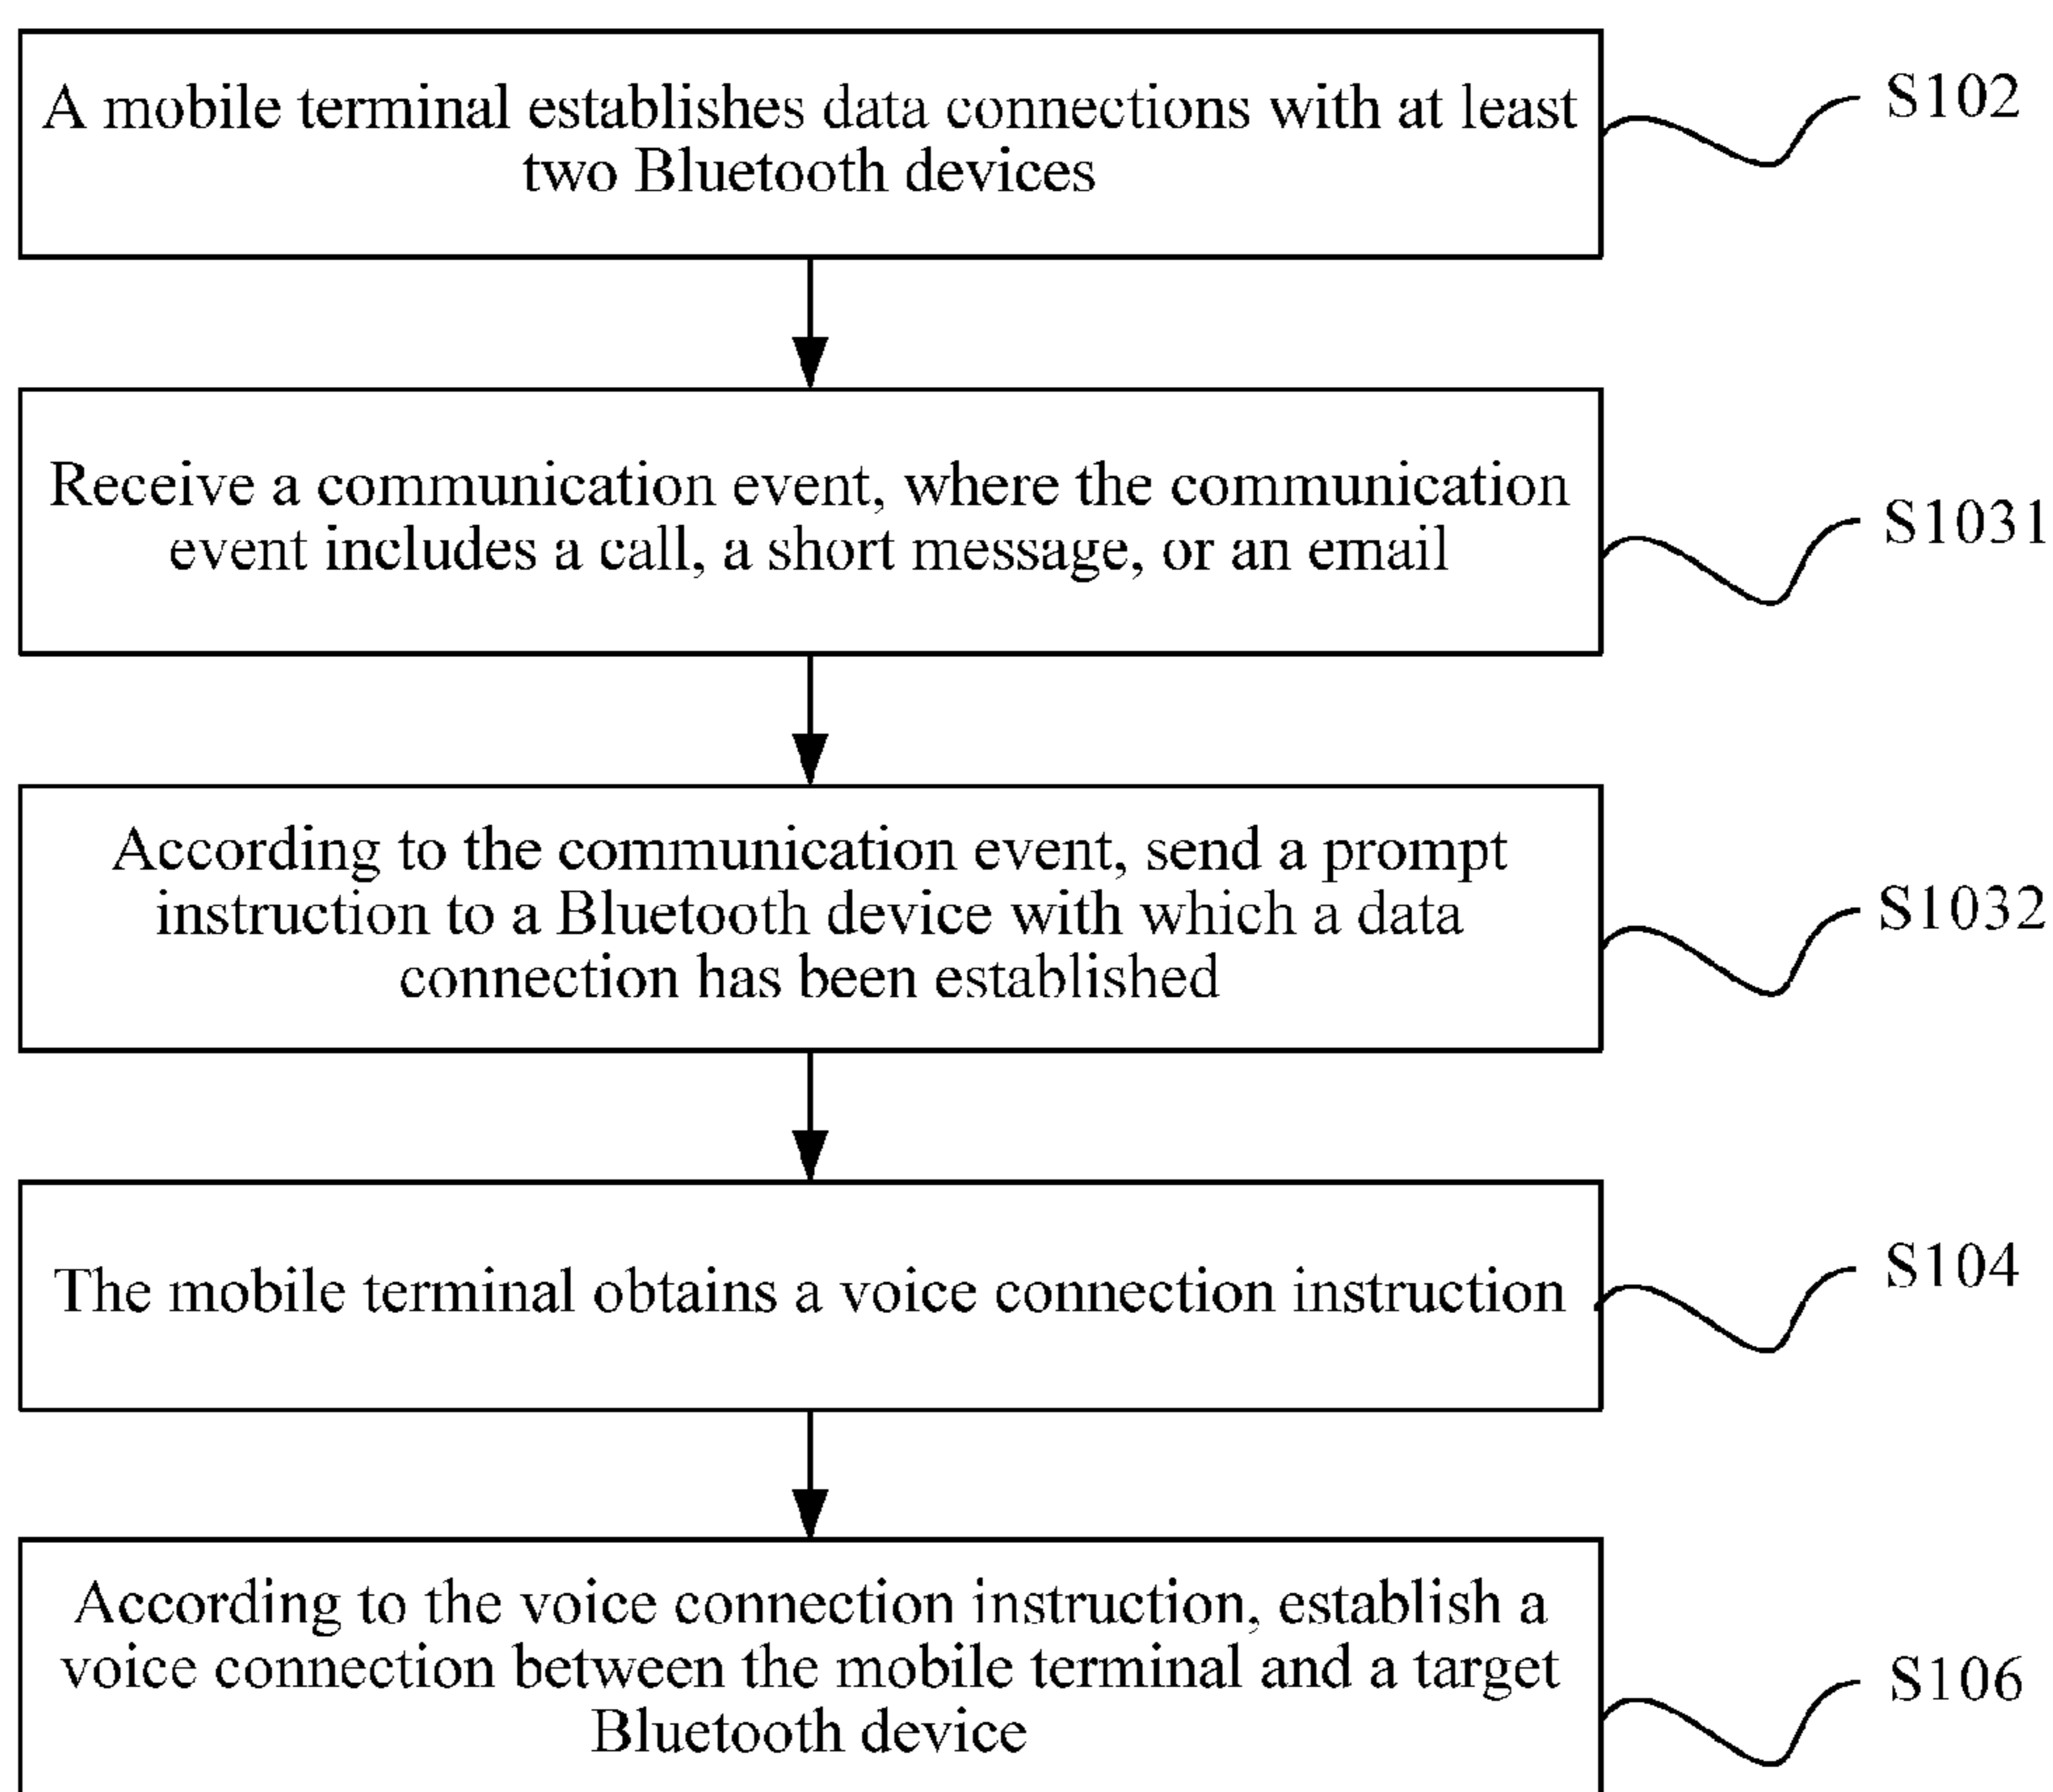 A mobile terminal establishes data connections with at least
two Bluetooth devices
S102
Receive a communication event, where the communication
event includes a call, a short message, or an email
S1031
According to the communication event, send a prompt
instruction to a Bluetooth device with which a data
connection has been established
S1032
The mobile terminal obtains a voice connection instruction
S104
According to the voice connection instruction, establish a
voice connection between the mobile terminal and a target
Bluetooth device
S106